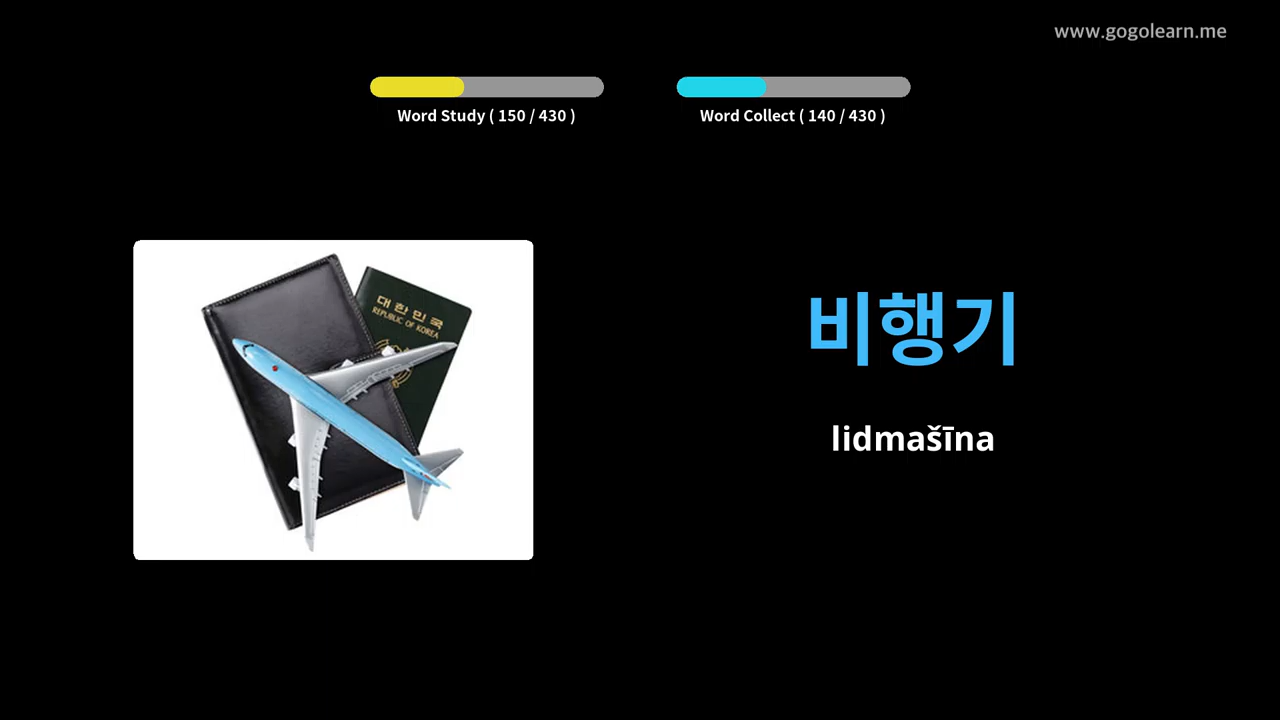 www.gogolearn.me
Word Study ( 150 / 430 )
Word Collect ( 140 / 430 )
대한민국
REPUBLIC OF KOREA
비행기
lidmašīna